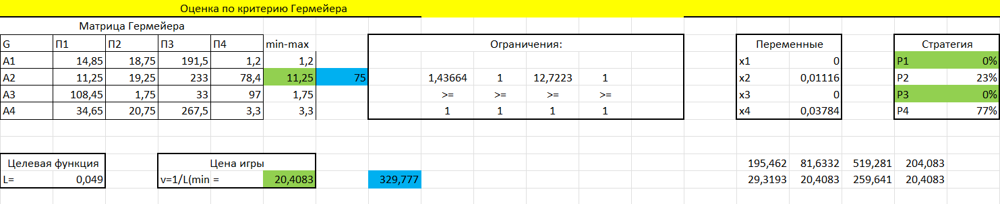 Оценка по критерию Гермейера
Матрица Гермейера
G П1 П2 П3 П4 min-max Ограничения: Переменные Стратегия
A1 14,85 18,75 191,5 1,2 1,2 x1 0 P1 0%
A2 11,25 19,25 233 78,4 11,25 75 1,43664 1 12,7223 1 x2 0,01116 P2 23%
A3 108,45 1,75 33 97 1,75 >= >= >= >= x3 0 P3 0%
A4 34,65 20,75 267,5 3,3 3,3 1 1 1 1 x4 0,03784 P4 77%
Целевая функция Цена игры 195,462 81,6332 519,281 204,083
L= 0,049 v=1/L(min = 20,4083 329,777 29,3193 20,4083 259,641 20,4083